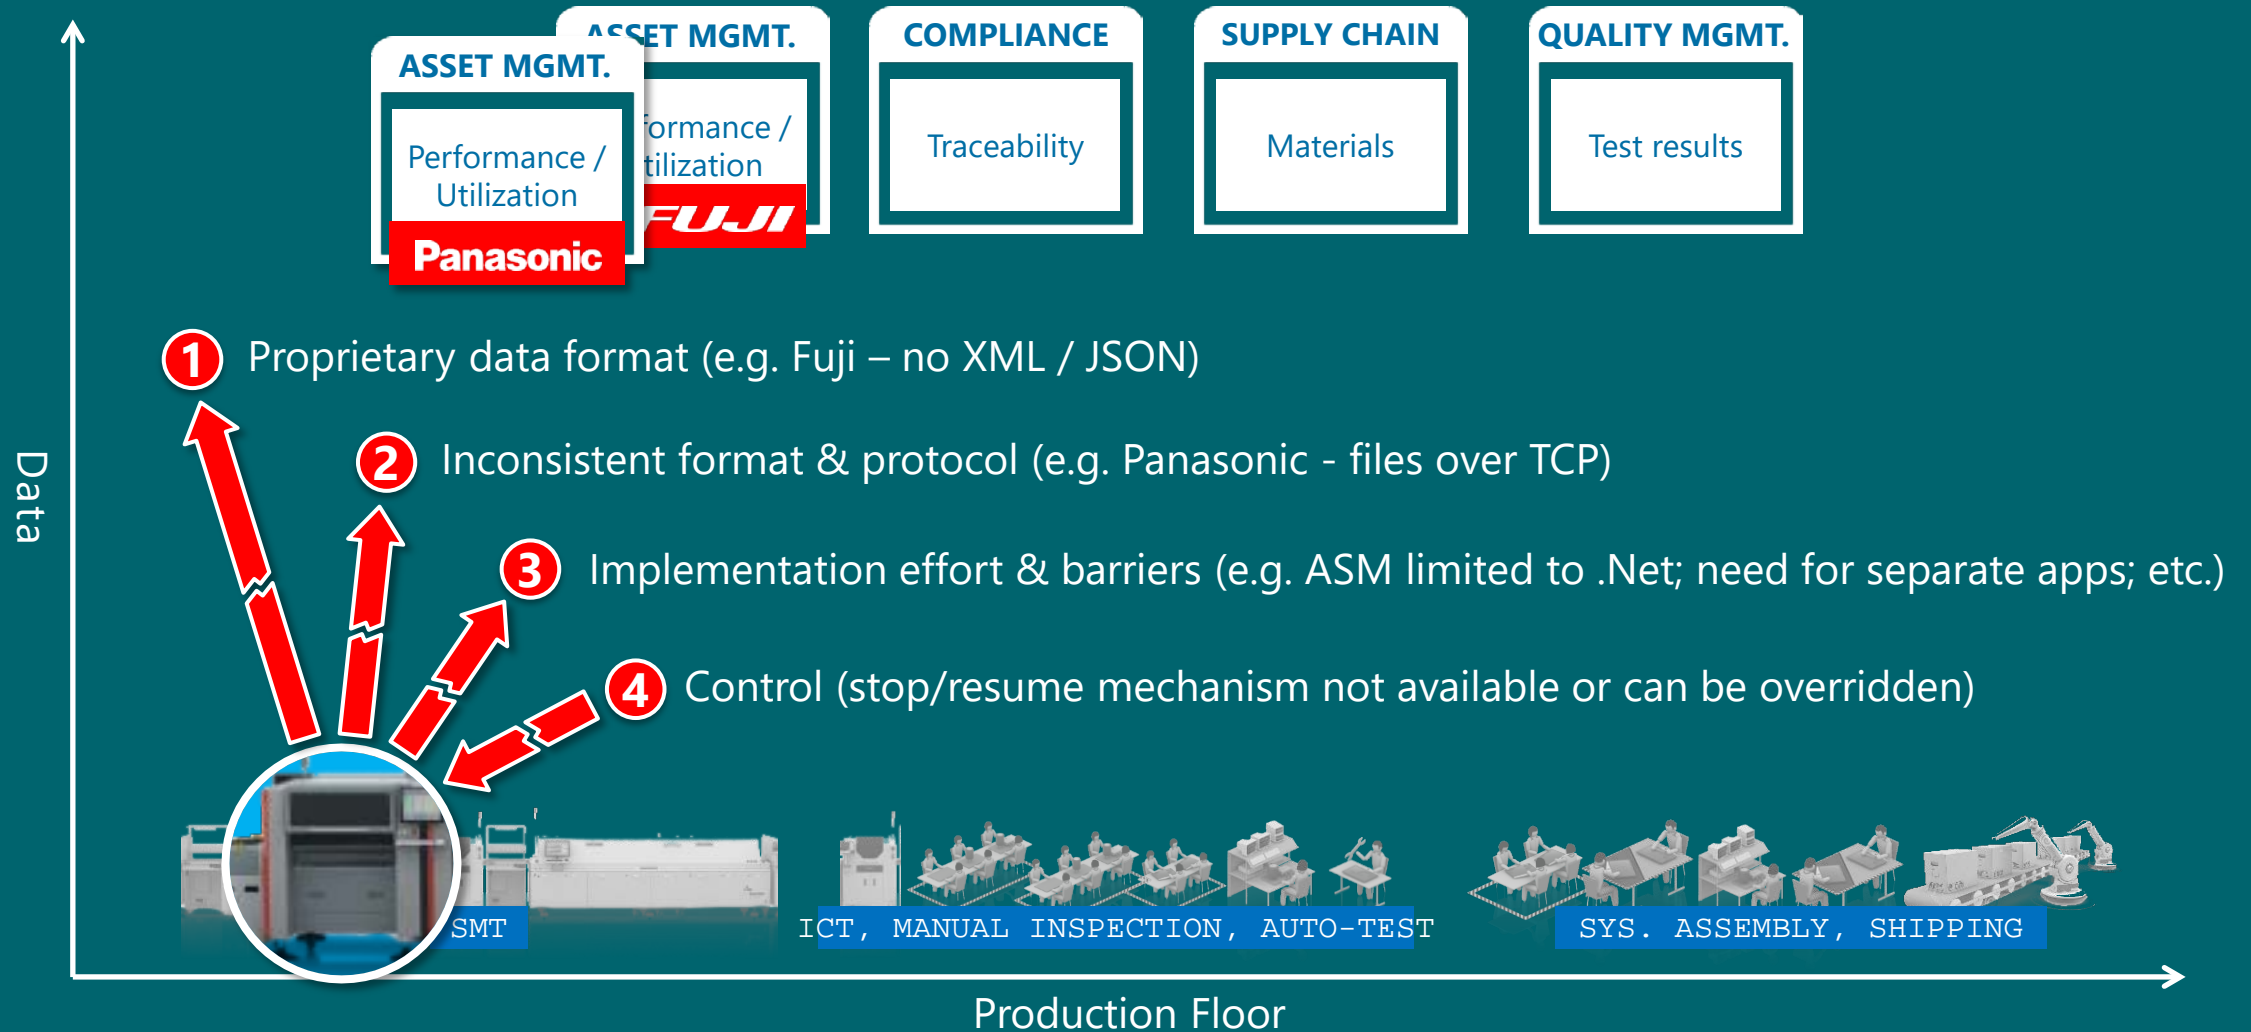 ASSET MGMT.
Performance /
Utilization
Panasonic
ASSET MGMT.
formance /
tilization
FUJI
COMPLIANCE
Traceability
SUPPLY CHAIN
Materials
QUALITY MGMT.
Test results
1 Proprietary data format (e.g. Fuji – no XML / JSON)
2 Inconsistent format & protocol (e.g. Panasonic - files over TCP)
3 Implementation effort & barriers (e.g. ASM limited to .Net; need for separate apps; etc.)
4 Control (stop/resume mechanism not available or can be overridden)
Data
SMT
ICT, MANUAL INSPECTION, AUTO-TEST
SYS. ASSEMBLY, SHIPPING
Production Floor